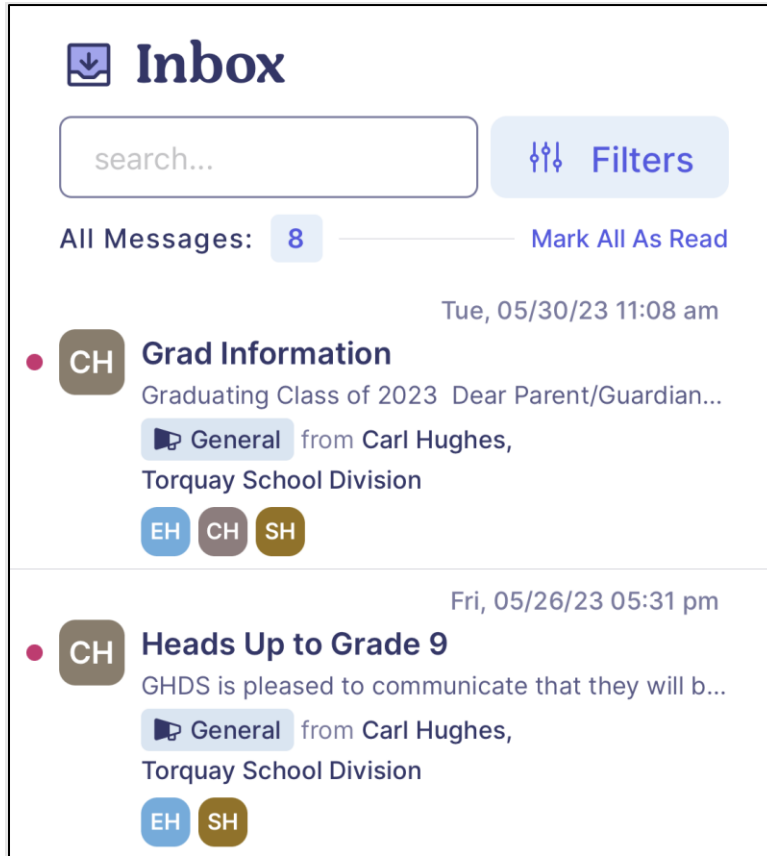 Inbox
search...
Filters
All Messages: 8 Mark All As Read
Tue, 05/30/23 11:08 am
CH
Grad Information
Graduating Class of 2023 Dear Parent/Guardian...
General from Carl Hughes,
Torquay School Division
EH CH SH
Fri, 05/26/23 05:31 pm
CH
Heads Up to Grade 9
GHDS is pleased to communicate that they will b...
General from Carl Hughes,
Torquay School Division
EH SH